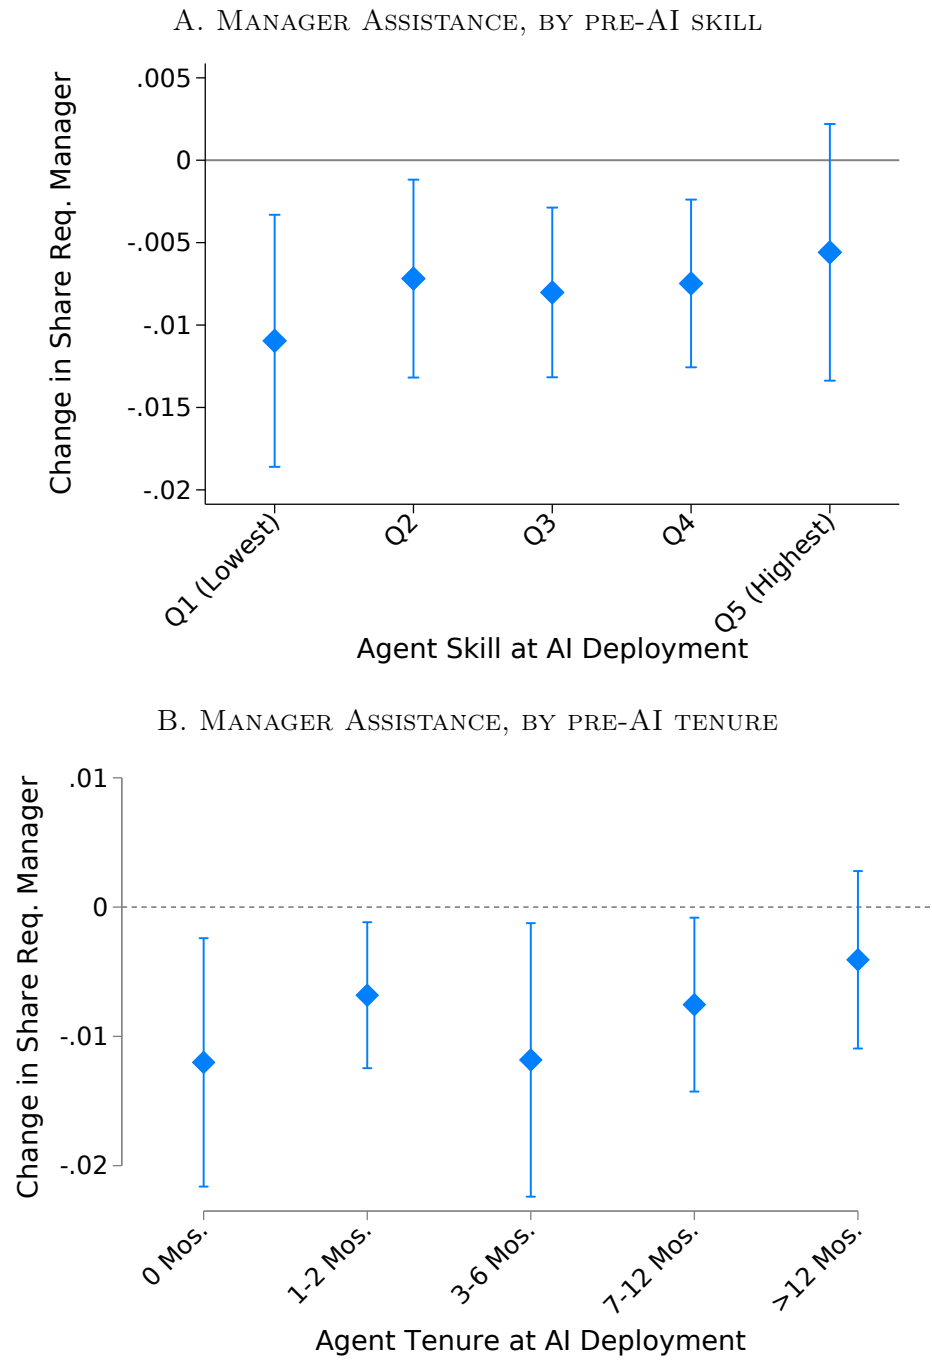 A. Manager Assistance, by pre-AI skill
Change in Share Req. Manager
.005
0
-.005
-.01
-.015
-.02
Q1 (Lowest)
Q2
Q3
Q4
Q5 (Highest)
Agent Skill at AI Deployment
B. Manager Assistance, by pre-AI tenure
Change in Share Req. Manager
.01
0
-.01
-.02
0 Mos.
1-2 Mos.
3-6 Mos.
7-12 Mos.
>12 Mos.
Agent Tenure at AI Deployment